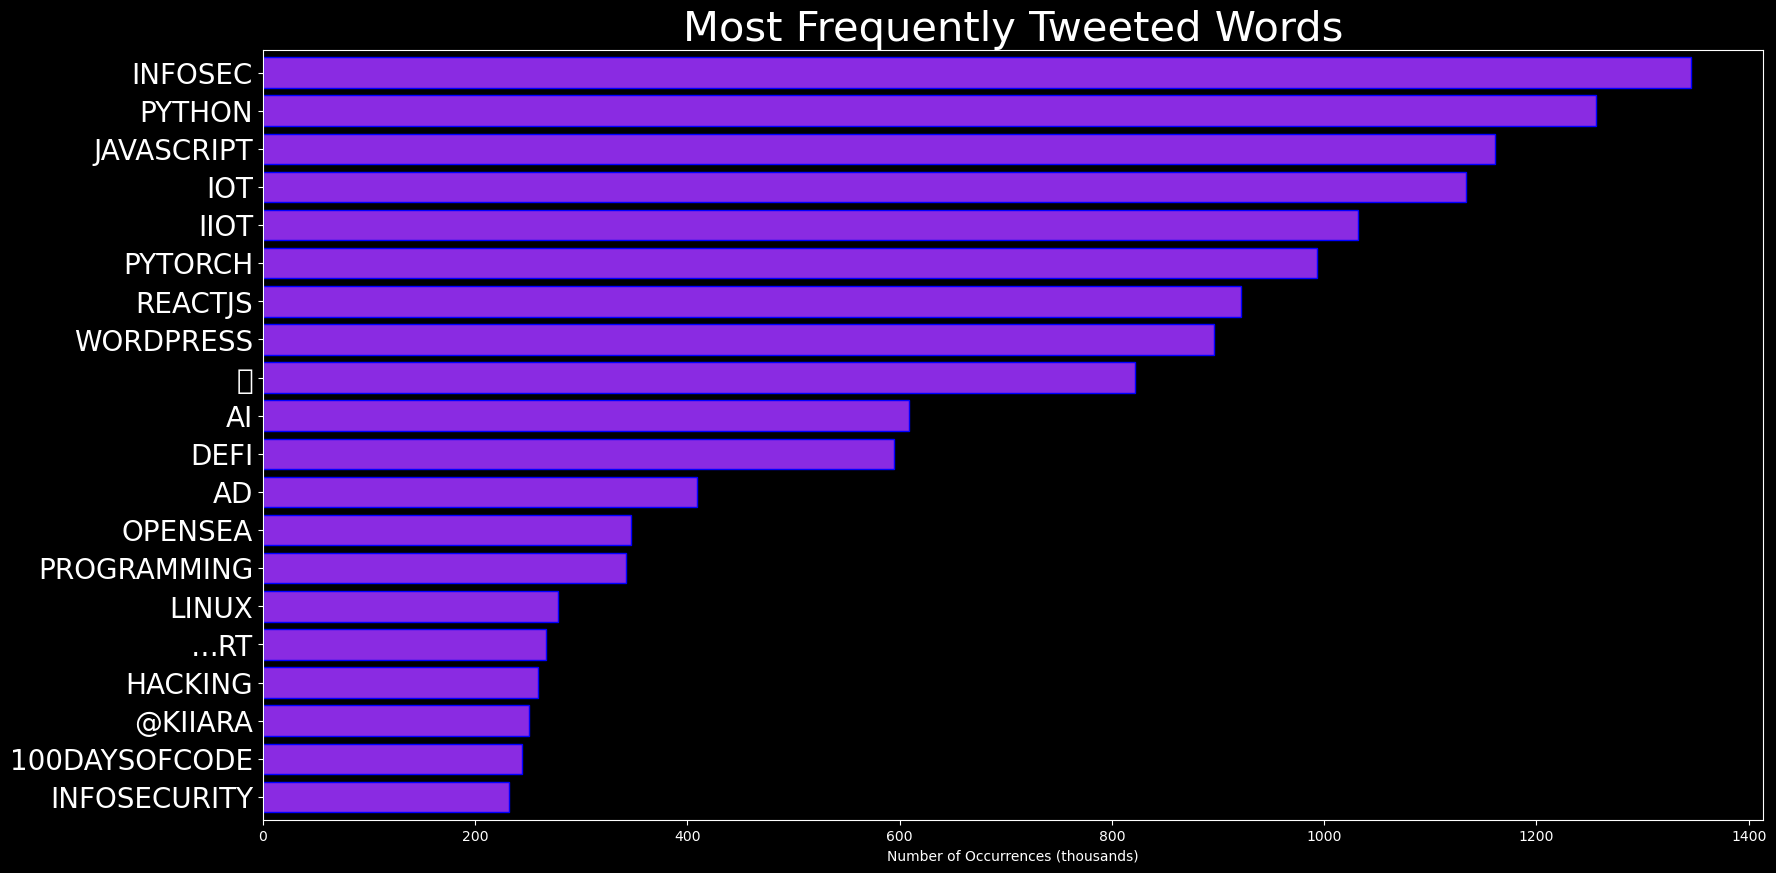 Most Frequently Tweeted Words
INFOSEC
PYTHON
JAVASCRIPT
IOT
IIOT
PYTORCH
REACTJS
WORDPRESS
AI
DEFI
AD
OPENSEA
PROGRAMMING
LINUX
…RT
HACKING
@KIIARA
100DAYSOFCODE
INFOSECURITY
0 200 400 600 800 1000 1200 1400
Number of Occurrences (thousands)